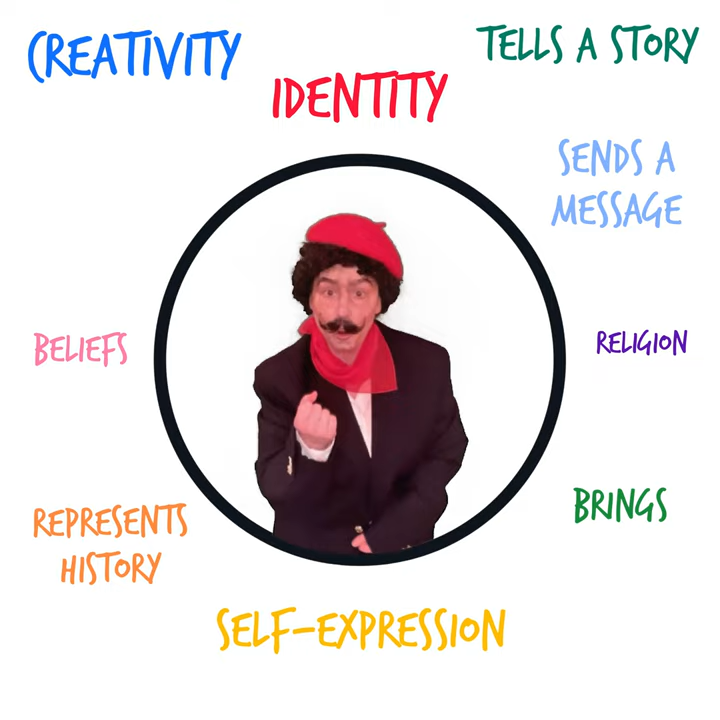 CREATIVITY
TELLS A STORY
IDENTITY
SENDS A
MESSAGE
BELIEFS
RELIGION
REPRESENTS
HISTORY
BRINGS
SELF-EXPRESSION